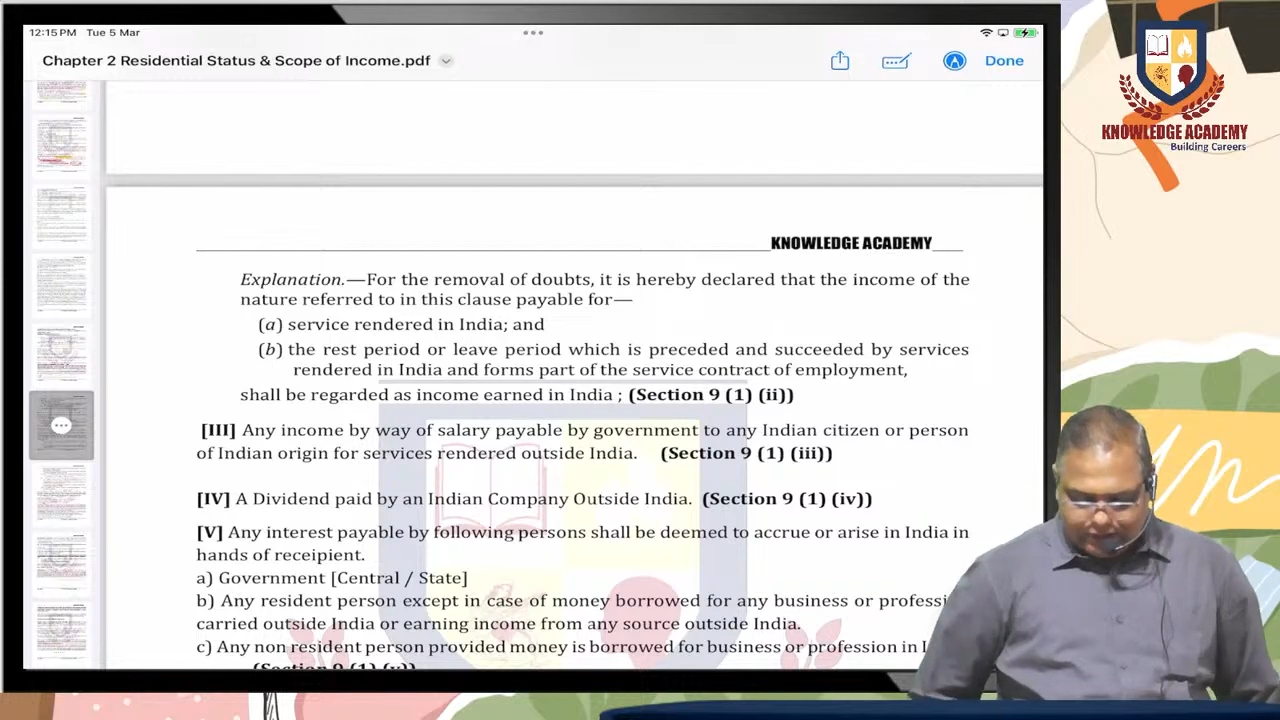 12:15 PM Tue 5 Mar
Chapter 2 Residential Status & Scope of Income.pdf
Done
KNOWLEDGE ACADEMY
Building Careers
KNOWLEDGE ACADEMY
Explanation.—For the removal of doubts, it is hereby declared that the income of the
nature referred to in this clause payable for—
(a) service rendered in India; and
(b) the rest period or leave period which is preceded and succeeded by services
rendered in India and forms part of the service contract of employment,
shall be regarded as income earned in India ; (Section 9 (1) (ii))
[III] Any income by way of salary payable by government to an Indian citizen or person
of Indian origin for services rendered outside India. (Section 9 (1) (iii))
[IV] Dividend paid by an Indian Company Outside India. (Section 9 (1) (iv))
[V] Any interest payable by following persons shall be deemed to accrue or arise in India in
hands of recepient.
a) Government [Central / State]
b) Any resident person except in case of money borrowed for any business or
carried outside India or earning income from any source outside India.
c) Any non resident person provided money is borrowed for business or profession in